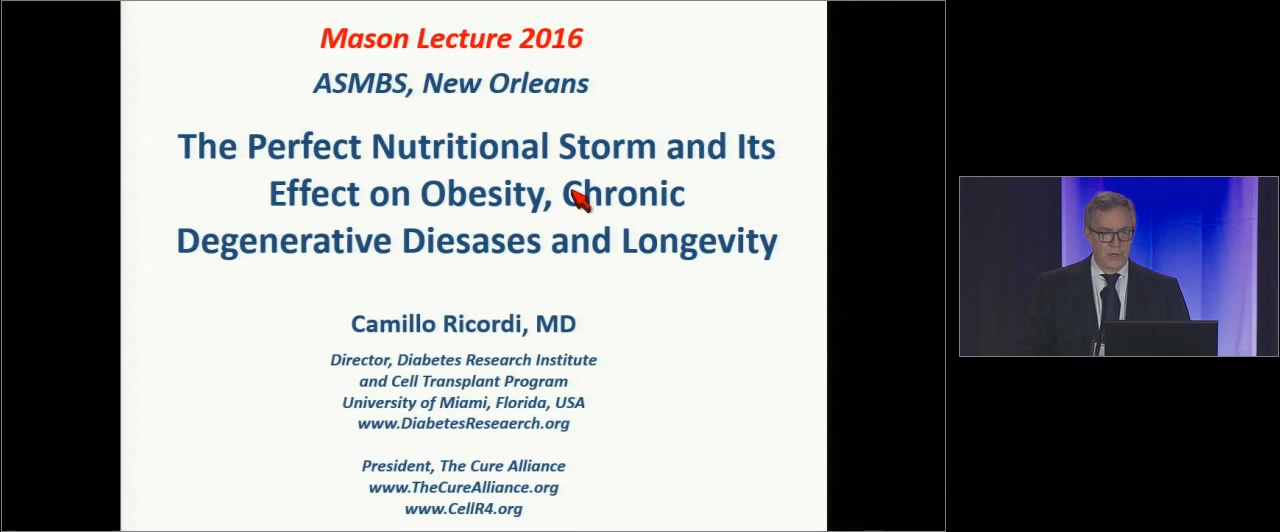 Mason Lecture 2016
ASMBS, New Orleans
The Perfect Nutritional Storm and Its
Effect on Obesity, Chronic
Degenerative Diesases and Longevity
Camillo Ricordi, MD
Director, Diabetes Research Institute
and Cell Transplant Program
University of Miami, Florida, USA
www.DiabetesReseaerch.org
President, The Cure Alliance
www.TheCureAlliance.org
www.CellR4.org